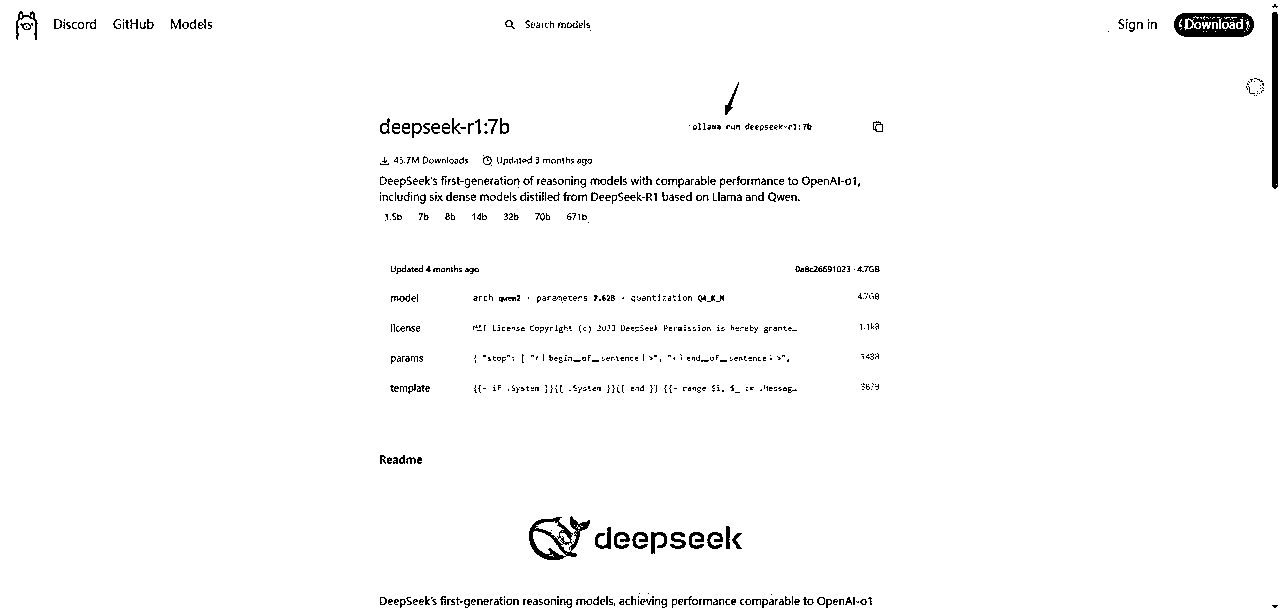 Discord GitHub Models Search models Sign in Download
deepseek-r1:7b ollama run deepseek-r1:7b
45.7M Downloads Updated 3 months ago
DeepSeek's first-generation of reasoning models with comparable performance to OpenAI-o1,
including six dense models distilled from DeepSeek-R1 based on Llama and Qwen.
1.5b 7b 8b 14b 32b 70b 671b
Updated 4 months ago 0a8c26691023 · 4.7GB
model arch qwen2 · parameters 7.62B · quantization Q4_K_M 4.7GB
license MIT License Copyright (c) 2023 DeepSeek Permission is hereby grante… 1.1kB
params { "stop": [ "<|begin▁of▁sentence|>", "<|end▁of▁sentence|>",
template {{- if .System }}{{ .System }}{{ end }} {{- range $i, $_ := .Messag…
Readme
deepseek
DeepSeek's first-generation reasoning models, achieving performance comparable to OpenAI-o1